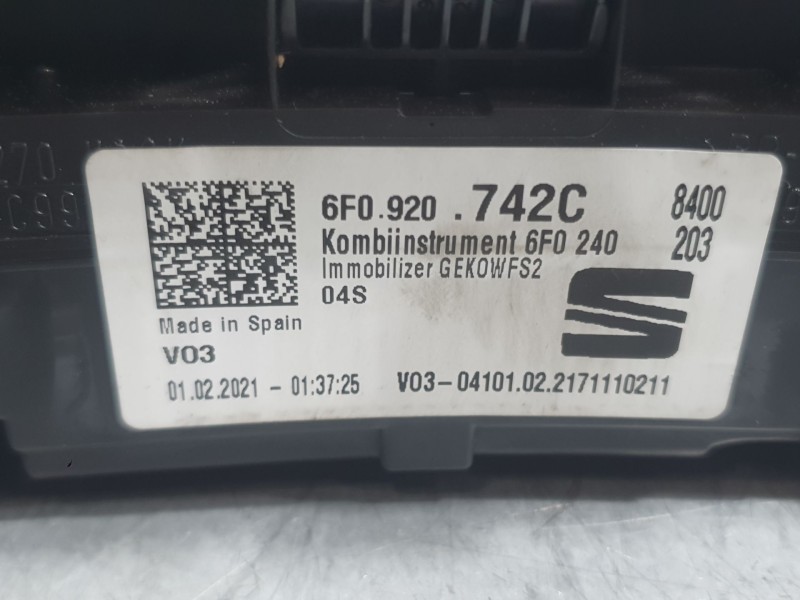 6F0.920 .742C 8400
Kombiinstrument 6F0 240 203
Immobilizer GEKOWFS2
04S
Made in Spain
V03
01.02.2021 - 01:37:25 V03-04101.02.2171110211